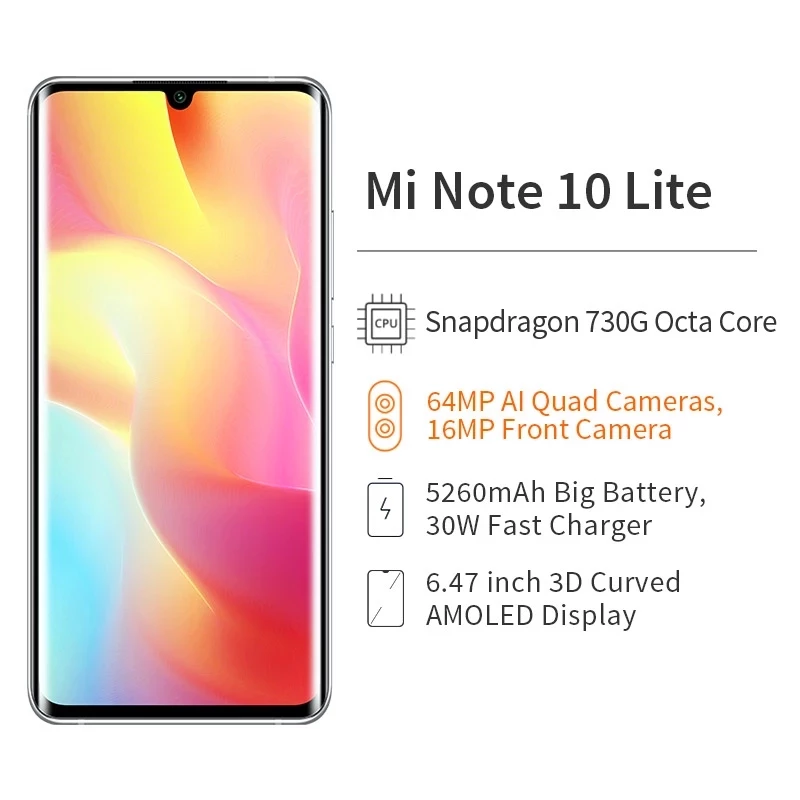 Mi Note 10 Lite
CPU
Snapdragon 730G Octa Core
64MP AI Quad Cameras,
16MP Front Camera
5260mAh Big Battery,
30W Fast Charger
6.47 inch 3D Curved
AMOLED Display